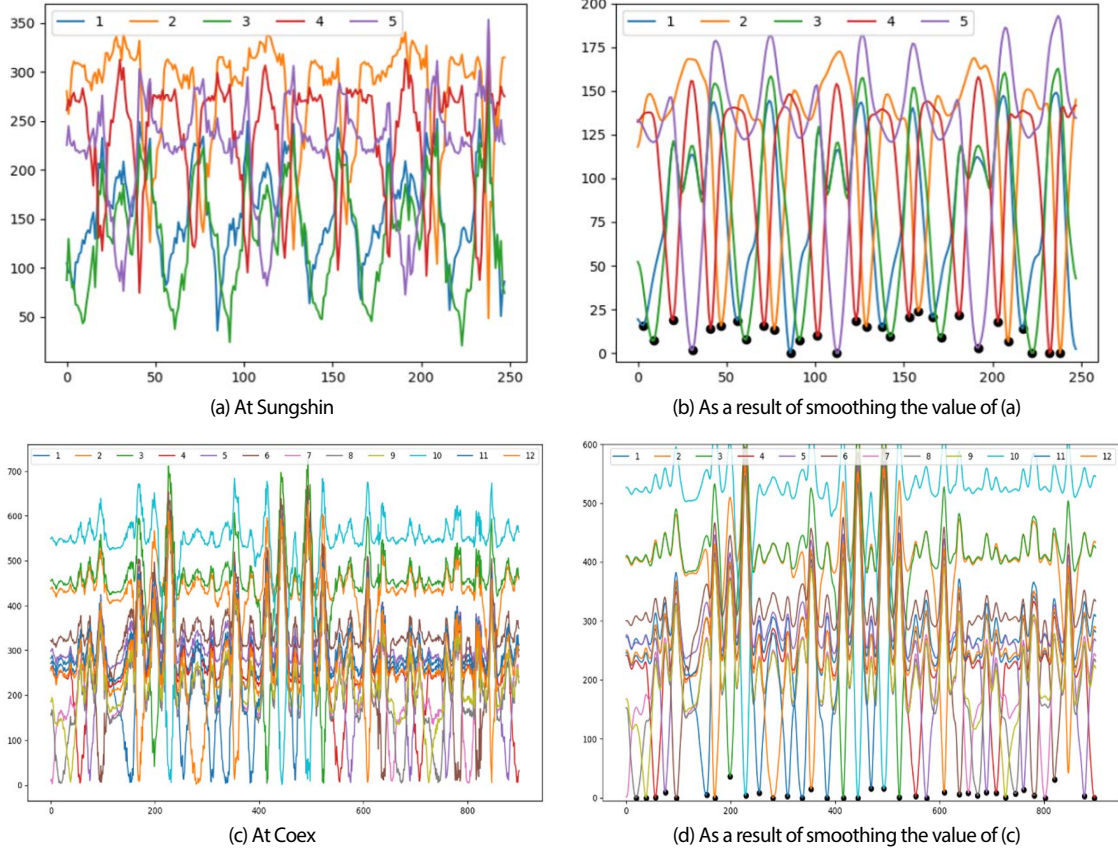 1 2 3 4 5
350
300
250
200
150
100
50
0 50 100 150 200 250
(a) At Sungshin
1 2 3 4 5
200
175
150
125
100
75
50
25
0
0 50 100 150 200 250
(b) As a result of smoothing the value of (a)
1 2 3 4 5 6 7 8 9 10 11 12
700
600
500
400
300
200
100
0
0 200 400 600 800
(c) At Coex
1 2 3 4 5 6 7 8 9 10 11 12
600
500
400
300
200
100
0
0 200 400 600 800
(d) As a result of smoothing the value of (c)